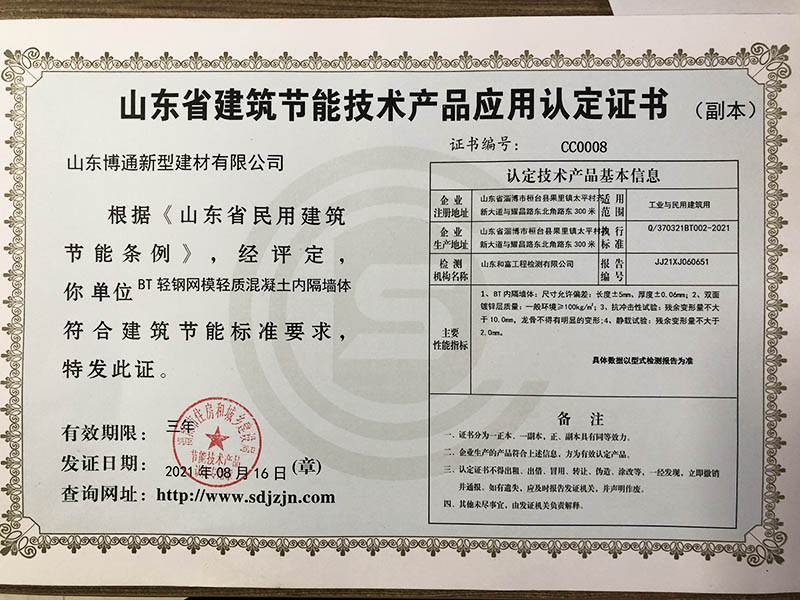 山东省建筑节能技术产品应用认定证书（副本）
证书编号： CC0008
山东博通新型建材有限公司
根据《山东省民用建筑
节能条例》，经评定，
你单位BT 轻钢网模轻质混凝土内隔墙体
符合建筑节能标准要求，
特发此证。
有效期限： 三年
发证日期： 2021 年 08 月 16 日（章）
查询网址：http://www.sdjzjn.com
住房和城乡建设
节能技术产品
认定技术产品基本信息
企 业
注册地址
山东省淄博市桓台县果里镇太平村
新大道与耀昌路东北角路东 300 米
适 用
范 围
工业与民用建筑用
企 业
生产地址
山东省淄博市桓台县果里镇太平村
新大道与耀昌路东北角路东 300 米
执 行
标 准
Q/370321BT002-2021
检 测
机构名称
山东和富工程检测有限公司
报 告
编 号
JJ21XJ060651
主要
性能指标
1、BT 内隔墙体：尺寸允许偏差：长度±5mm、厚度±0.06mm；2、双面
镀锌层质量：一般环境≥100kg/㎡；3、抗冲击性试验：残余变形量不大
于 10.0mm，龙骨不得有明显的变形；4、静载试验：残余变形量不大于
2.0mm。
具体数据以型式检测报告为准
备 注
一、证书分为一正本、一副本，正、副本具有同等效力。
二、企业生产的产品符合上述信息，方为有效认定产品。
三、认定证书不得出租、出借、冒用、转让、伪造、涂改等，一经发现，立即撤销
并通报。如有遗失，应及时报告发证机关，并声明作废。
四、其他未尽事宜，由发证机关负责解释。